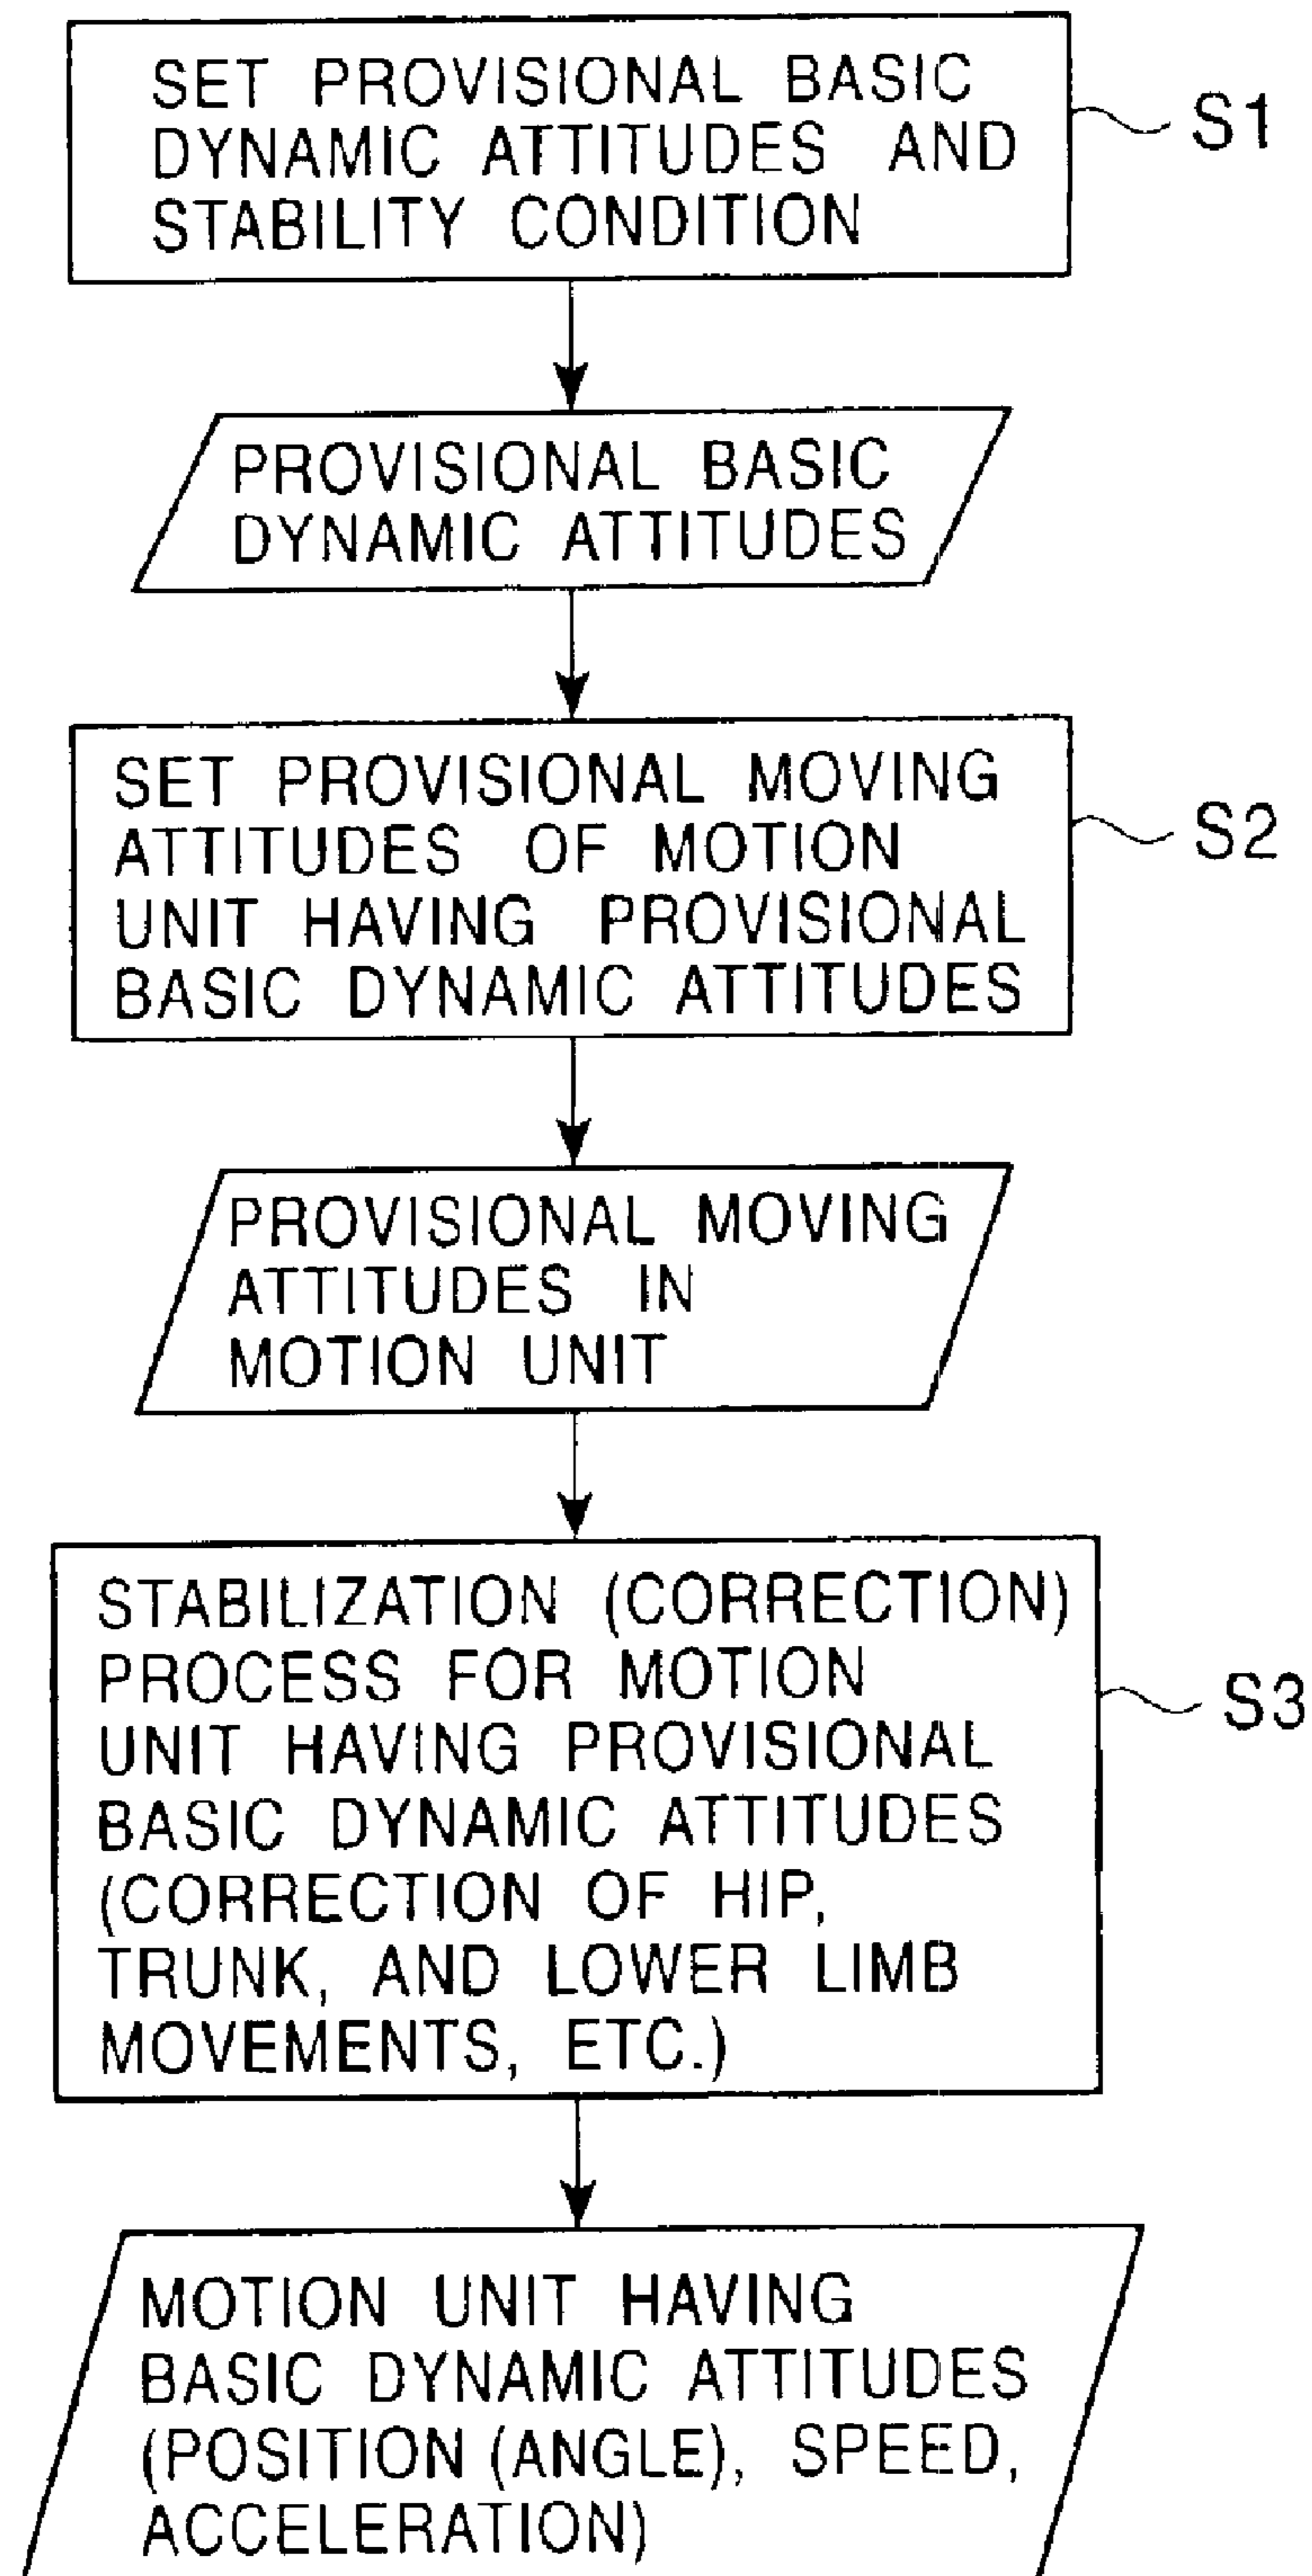 SET PROVISIONAL BASIC
DYNAMIC ATTITUDES AND
STABILITY CONDITION
S1
PROVISIONAL BASIC
DYNAMIC ATTITUDES
SET PROVISIONAL MOVING
ATTITUDES OF MOTION
UNIT HAVING PROVISIONAL
BASIC DYNAMIC ATTITUDES
S2
PROVISIONAL MOVING
ATTITUDES IN
MOTION UNIT
STABILIZATION (CORRECTION)
PROCESS FOR MOTION
UNIT HAVING PROVISIONAL
BASIC DYNAMIC ATTITUDES
(CORRECTION OF HIP,
TRUNK, AND LOWER LIMB
MOVEMENTS, ETC.)
S3
MOTION UNIT HAVING
BASIC DYNAMIC ATTITUDES
(POSITION (ANGLE), SPEED,
ACCELERATION)